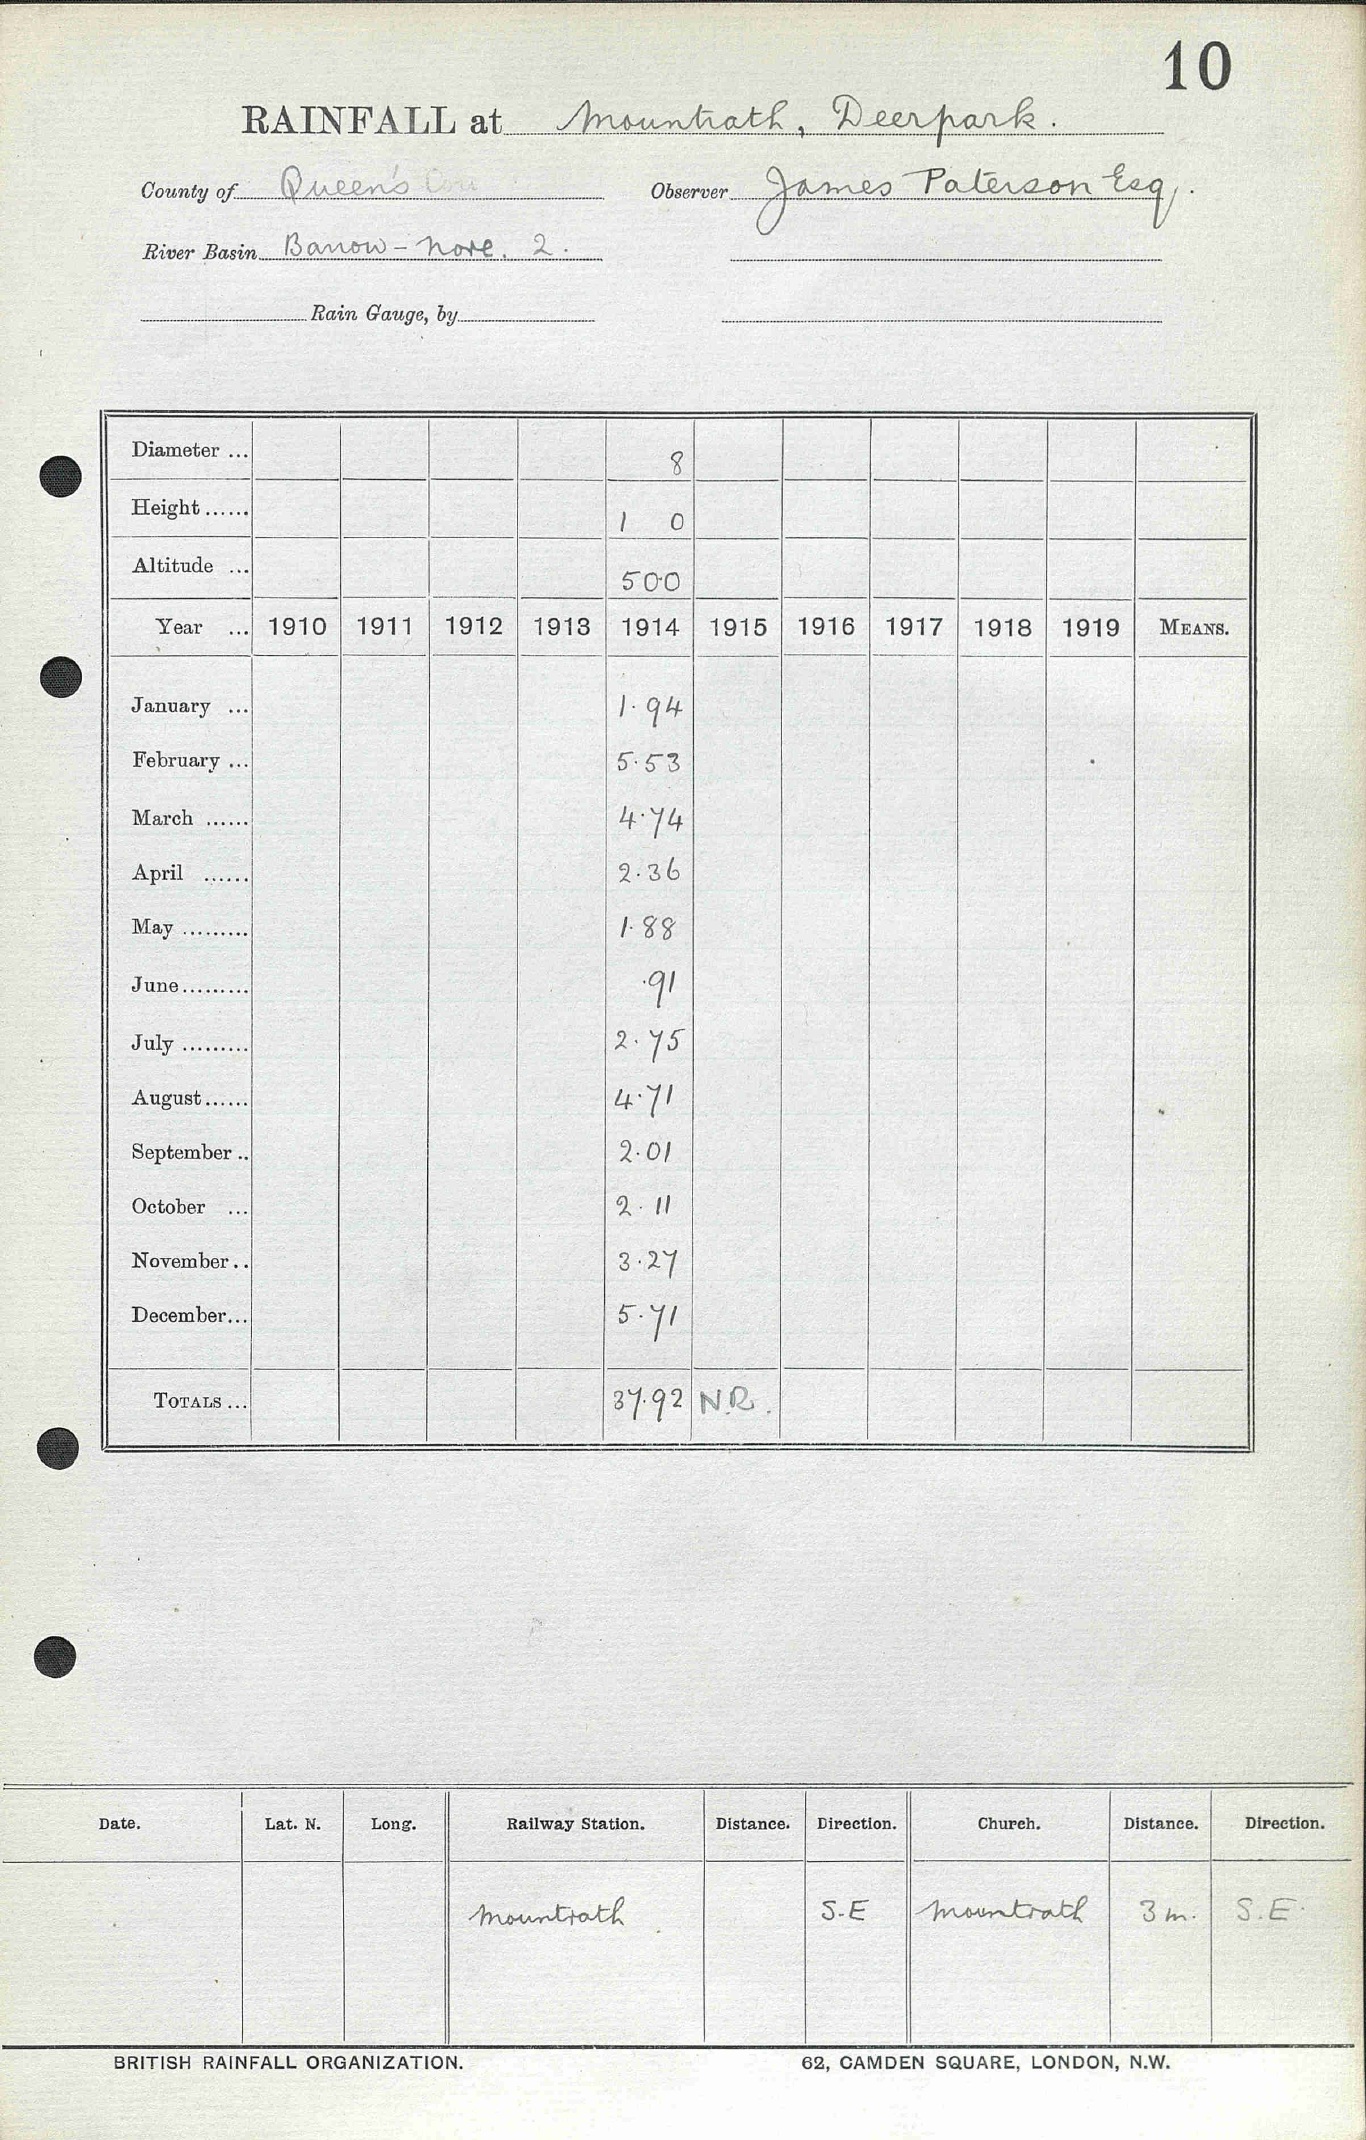 10
RAINFALL at Mountrath, Deerpark.
County of Queen's Cou Observer James Paterson Esq.
River Basin Barrow - Nore. 2.
Rain Gauge, by
Diameter ... 8
Height ...... 1 0
Altitude ... 500
Year ... 1910 1911 1912 1913 1914 1915 1916 1917 1918 1919 MEANS.
January ... 1.94
February ... 5.53
March ...... 4.74
April ...... 2.36
May ......... 1.88
June ......... .91
July ......... 2.75
August ...... 4.71
September .. 2.01
October ... 2.11
November .. 3.27
December ... 5.71
TOTALS ... 37.92 N.R.
Date. Lat. N. Long. Railway Station. Distance. Direction. Church. Distance. Direction.
Mountrath S.E Mountrath 3 m. S.E.
BRITISH RAINFALL ORGANIZATION. 62, CAMDEN SQUARE, LONDON, N.W.